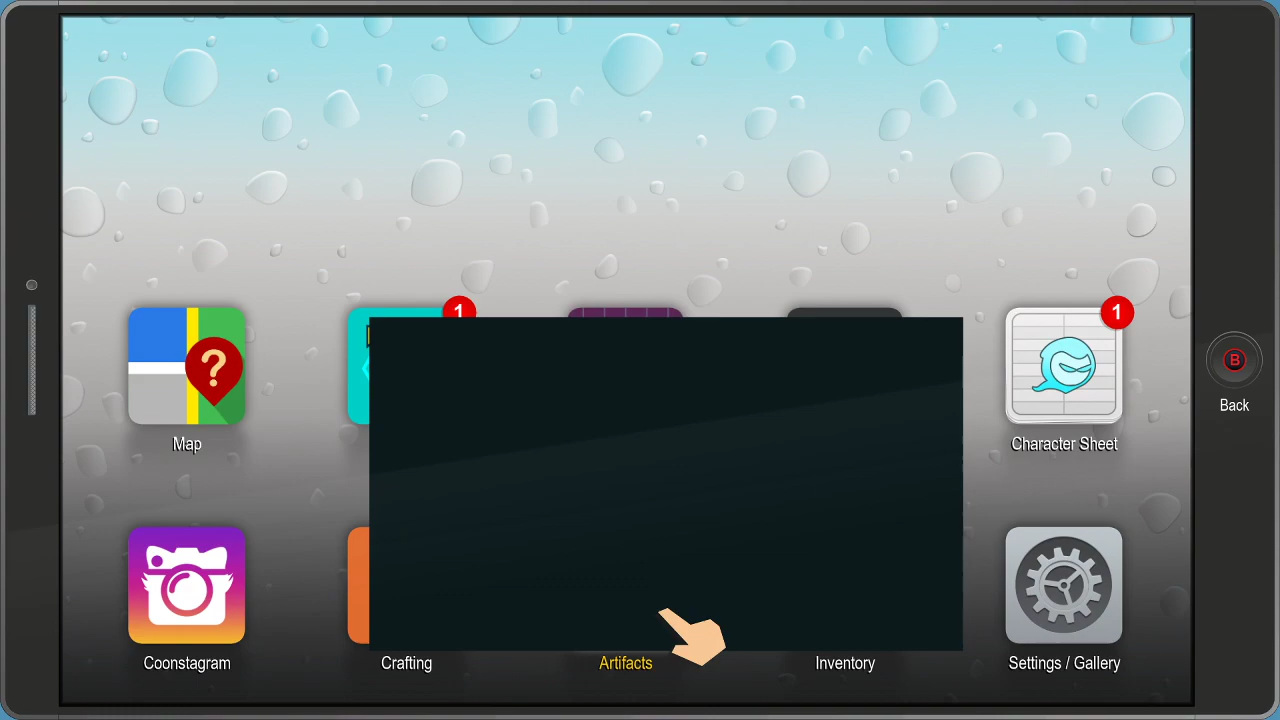 1
1
?
Map
Character Sheet
B
Back
Coonstagram
Crafting
Artifacts
Inventory
Settings / Gallery